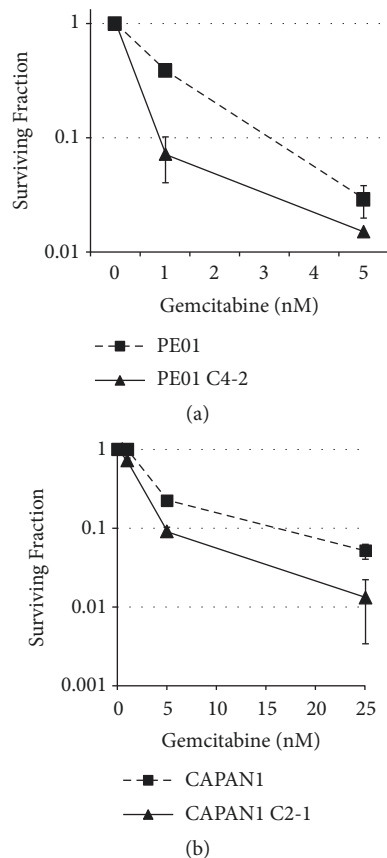 1
0.1
0.01
Surviving Fraction
0 1 2 3 4 5
Gemcitabine (nM)
PE01
PE01 C4-2
(a)
1
0.1
0.01
0.001
Surviving Fraction
0 5 10 15 20 25
Gemcitabine (nM)
CAPAN1
CAPAN1 C2-1
(b)